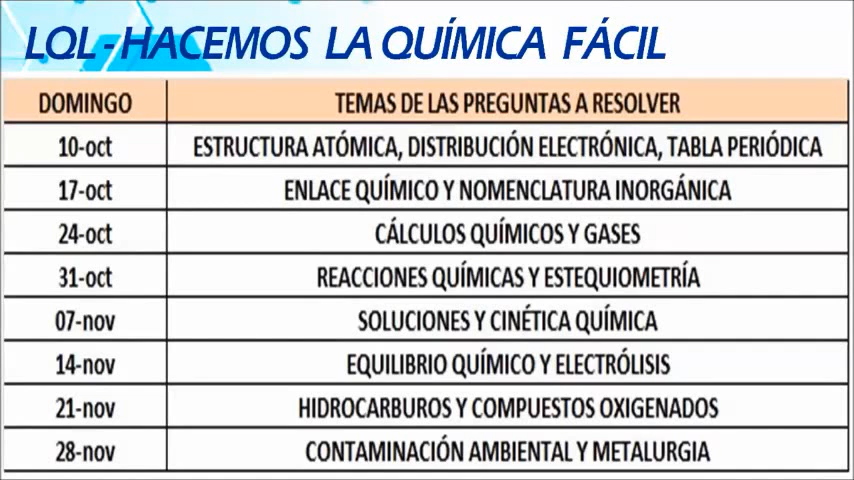 LQL - HACEMOS LA QUÍMICA FÁCIL
DOMINGO TEMAS DE LAS PREGUNTAS A RESOLVER
10-oct ESTRUCTURA ATÓMICA, DISTRIBUCIÓN ELECTRÓNICA, TABLA PERIÓDICA
17-oct ENLACE QUÍMICO Y NOMENCLATURA INORGÁNICA
24-oct CÁLCULOS QUÍMICOS Y GASES
31-oct REACCIONES QUÍMICAS Y ESTEQUIOMETRÍA
07-nov SOLUCIONES Y CINÉTICA QUÍMICA
14-nov EQUILIBRIO QUÍMICO Y ELECTRÓLISIS
21-nov HIDROCARBUROS Y COMPUESTOS OXIGENADOS
28-nov CONTAMINACIÓN AMBIENTAL Y METALURGIA